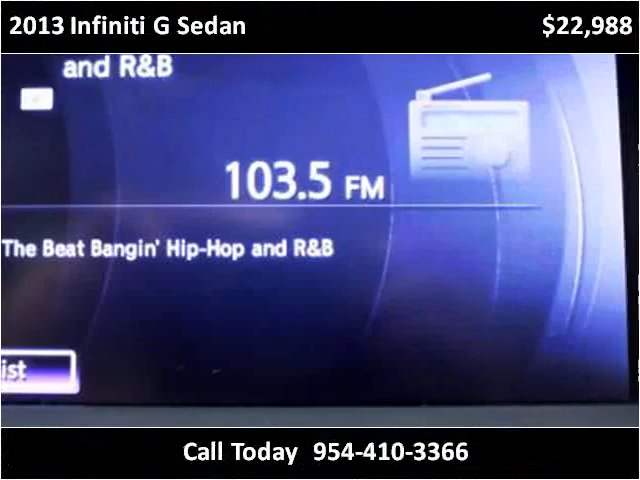 2013 Infiniti G Sedan
$22,988
and R&B
103.5 FM
The Beat Bangin' Hip-Hop and R&B
ist
Call Today 954-410-3366